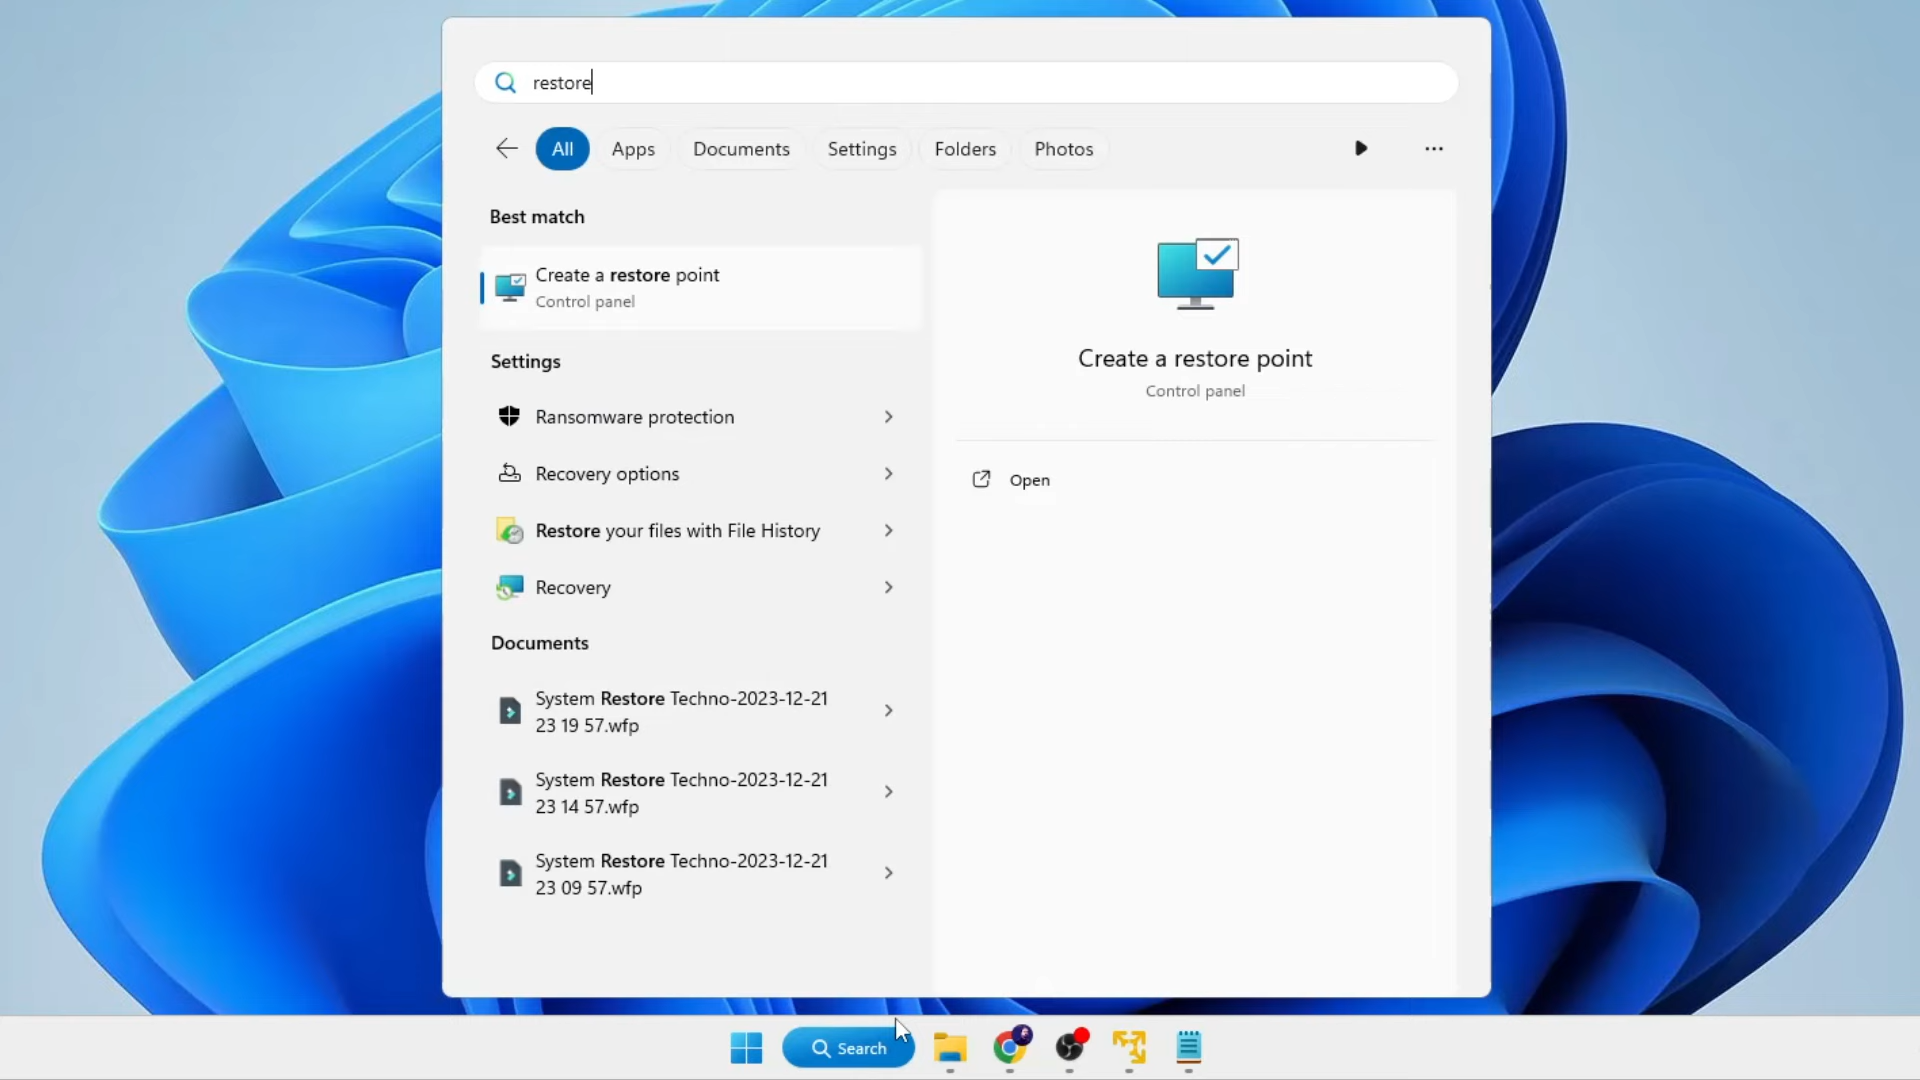 restore
All Apps Documents Settings Folders Photos
Best match
Create a restore point
Control panel
Settings
Ransomware protection
Recovery options
Restore your files with File History
Recovery
Documents
System Restore Techno-2023-12-21
23 19 57.wfp
System Restore Techno-2023-12-21
23 14 57.wfp
System Restore Techno-2023-12-21
23 09 57.wfp
Create a restore point
Control panel
Open
Search